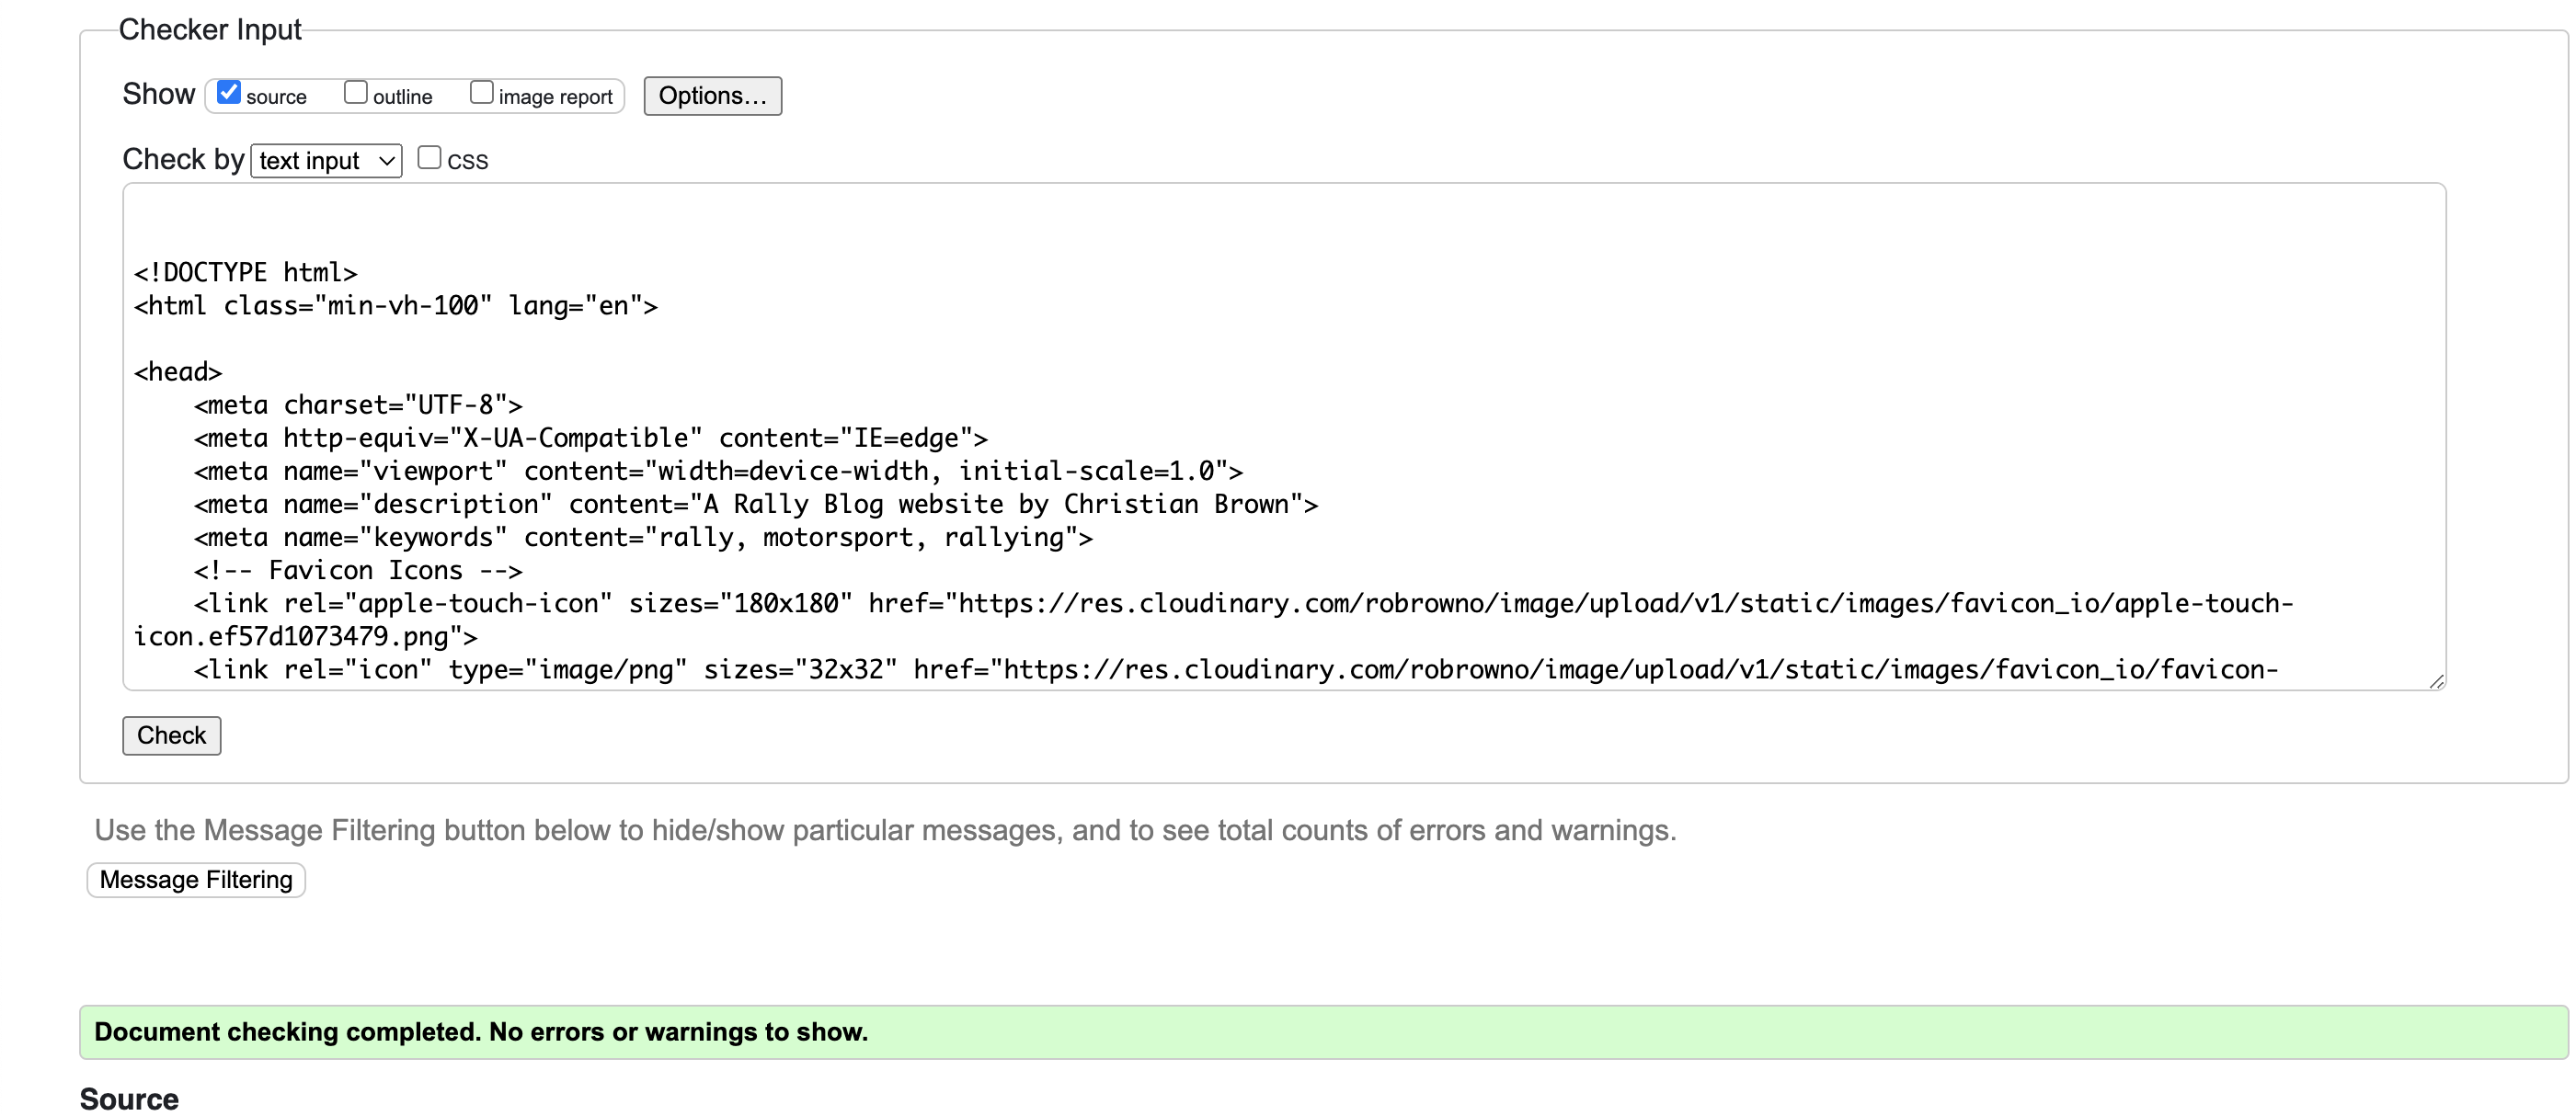 Checker Input
Show source outline image report Options...
Check by text input CSS
<!DOCTYPE html>
<html class="min-vh-100" lang="en">
<head>
<meta charset="UTF-8">
<meta http-equiv="X-UA-Compatible" content="IE=edge">
<meta name="viewport" content="width=device-width, initial-scale=1.0">
<meta name="description" content="A Rally Blog website by Christian Brown">
<meta name="keywords" content="rally, motorsport, rallying">
<!-- Favicon Icons -->
<link rel="apple-touch-icon" sizes="180x180" href="https://res.cloudinary.com/robrowno/image/upload/v1/static/images/favicon_io/apple-touch-
icon.ef57d1073479.png">
<link rel="icon" type="image/png" sizes="32x32" href="https://res.cloudinary.com/robrowno/image/upload/v1/static/images/favicon_io/favicon-
Check
Use the Message Filtering button below to hide/show particular messages, and to see total counts of errors and warnings.
Message Filtering
Document checking completed. No errors or warnings to show.
Source